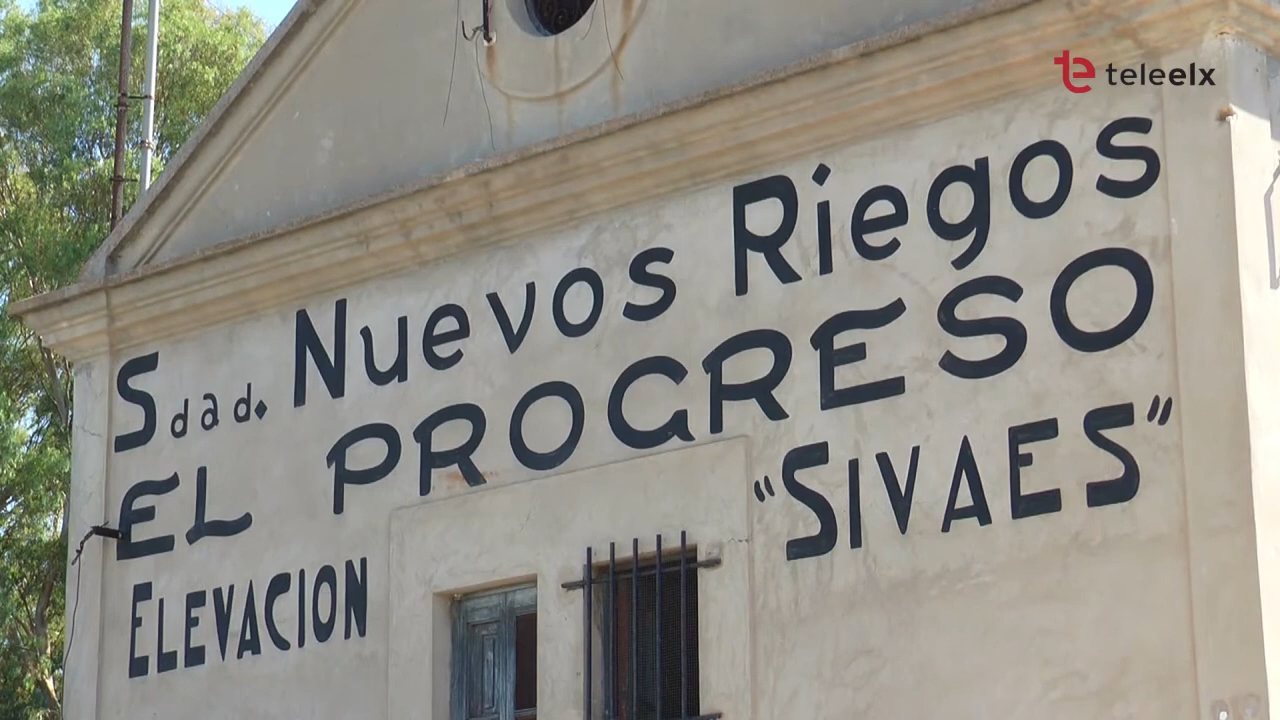 teleelx
Sdad. Nuevos Riegos
EL PROGRESO
ELEVACION "SIVAES"